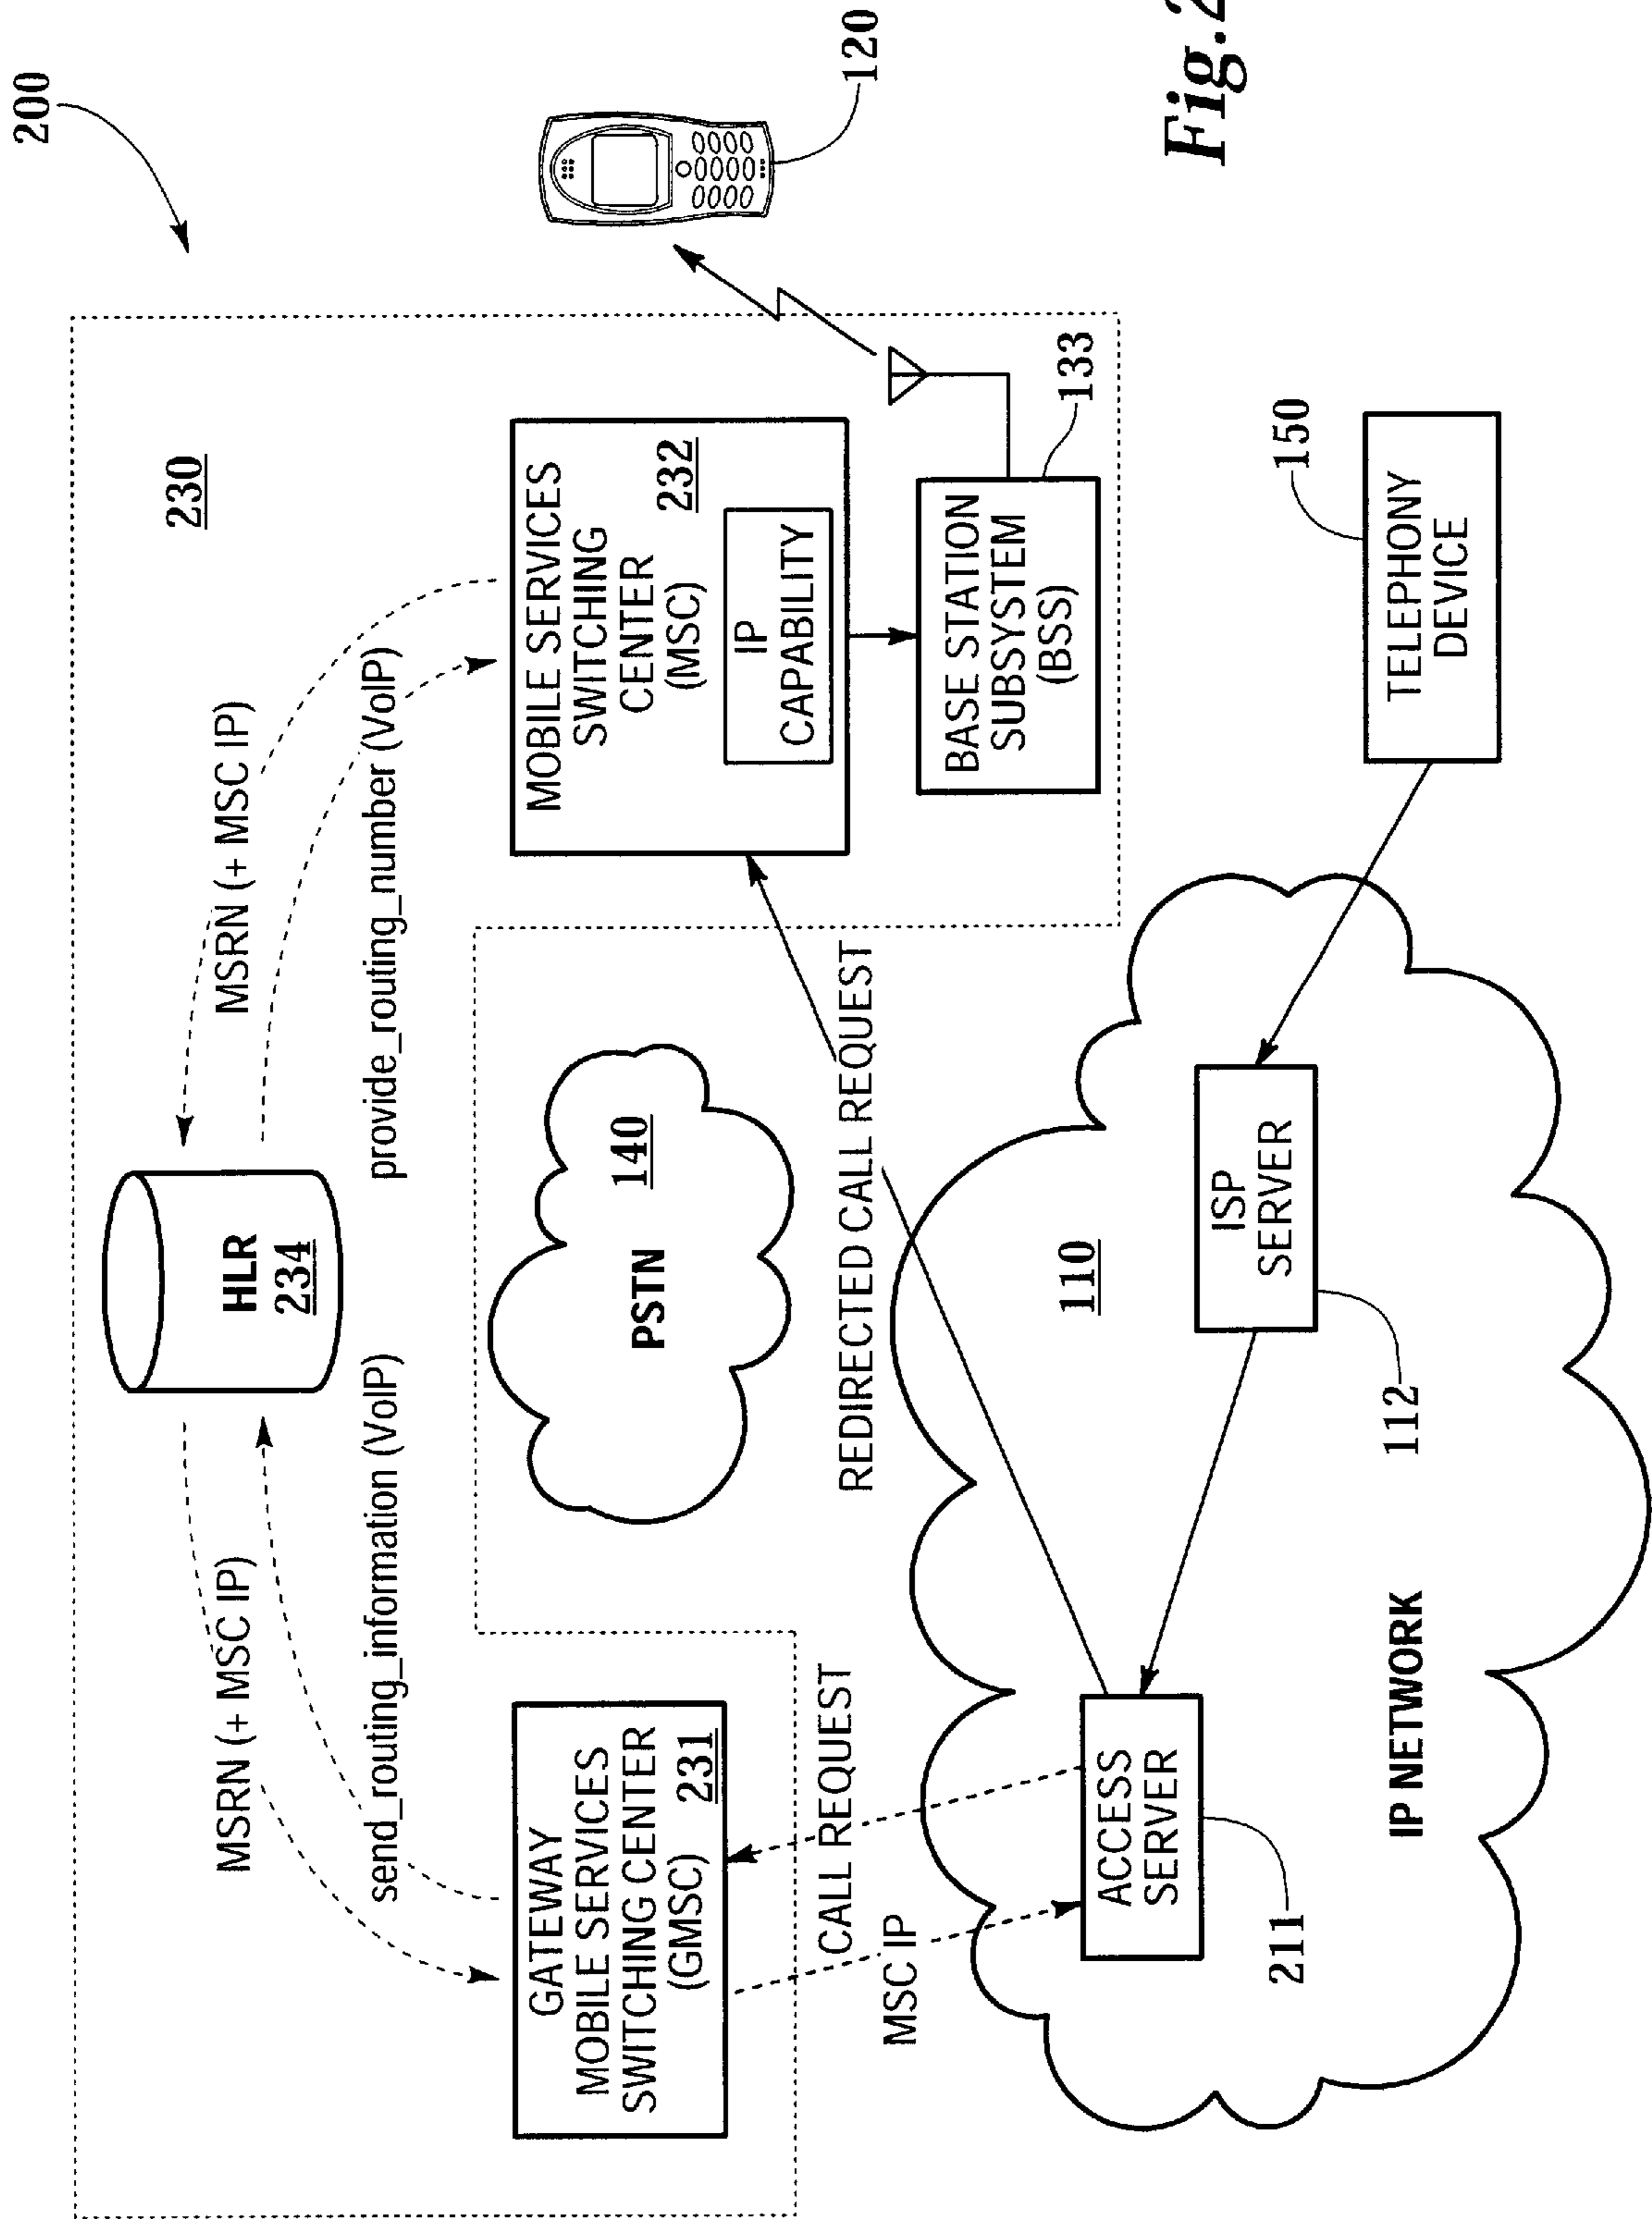 200
230
MSRN (+ MSC IP)
MSRN (+ MSC IP)
HLR
234
send_routing_information (VoIP)
provide_routing_number (VoIP)
GATEWAY
MOBILE SERVICES
SWITCHING CENTER
(GMSC) 231
PSTN
140
MOBILE SERVICES
SWITCHING
CENTER
(MSC) 232
IP
CAPABILITY
120
CALL REQUEST
MSC IP
REDIRECTED CALL REQUEST
BASE STATION
SUBSYSTEM
(BSS)
133
110
ACCESS
SERVER
211
ISP
SERVER
112
IP NETWORK
150
TELEPHONY
DEVICE
Fig.2